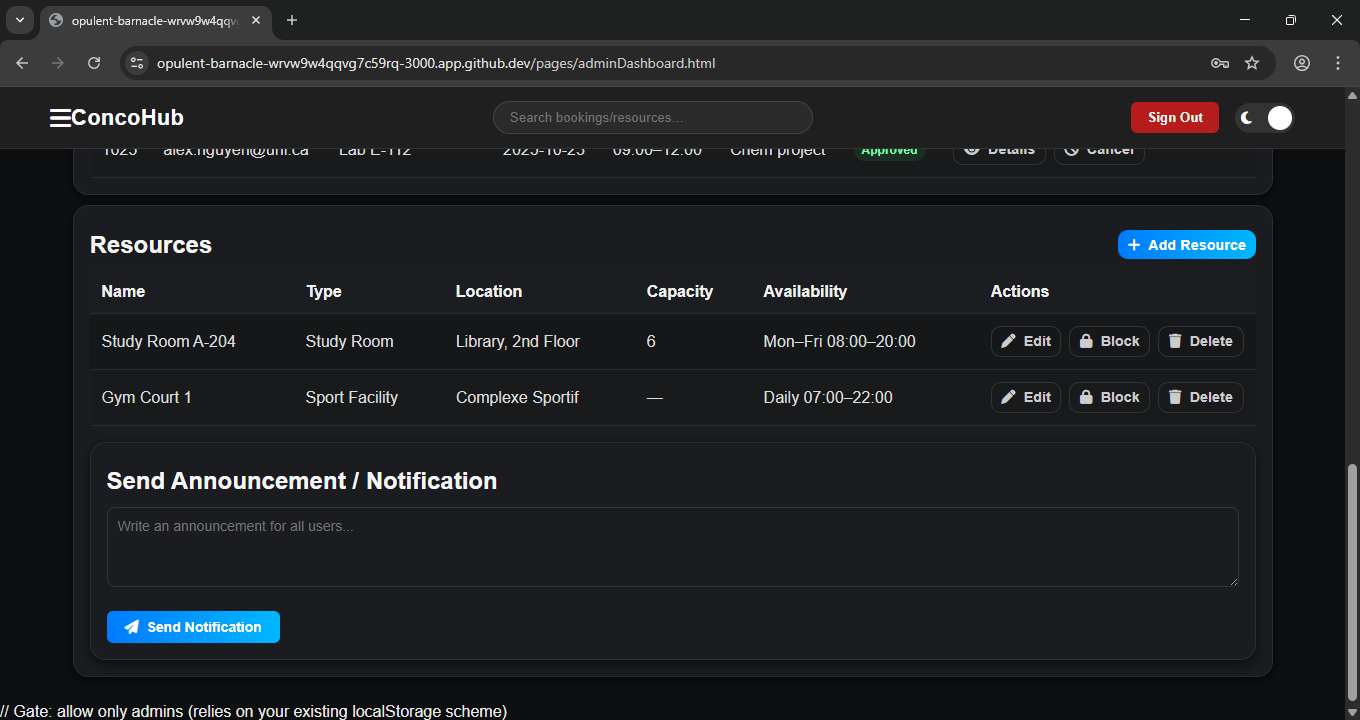 opulent-barnacle-wrvw9w4qqv
opulent-barnacle-wrvw9w4qqvg7c59rq-3000.app.github.dev/pages/adminDashboard.html
ConcoHub
Search bookings/resources...
Sign Out
1025 alex.nguyen@uni.ca Lab E-112 2025-10-23 09:00–12:00 Chem project Approved Details Cancel
Resources
Add Resource
Name Type Location Capacity Availability Actions
Study Room A-204 Study Room Library, 2nd Floor 6 Mon–Fri 08:00–20:00 Edit Block Delete
Gym Court 1 Sport Facility Complexe Sportif — Daily 07:00–22:00 Edit Block Delete
Send Announcement / Notification
Write an announcement for all users...
Send Notification
// Gate: allow only admins (relies on your existing localStorage scheme)